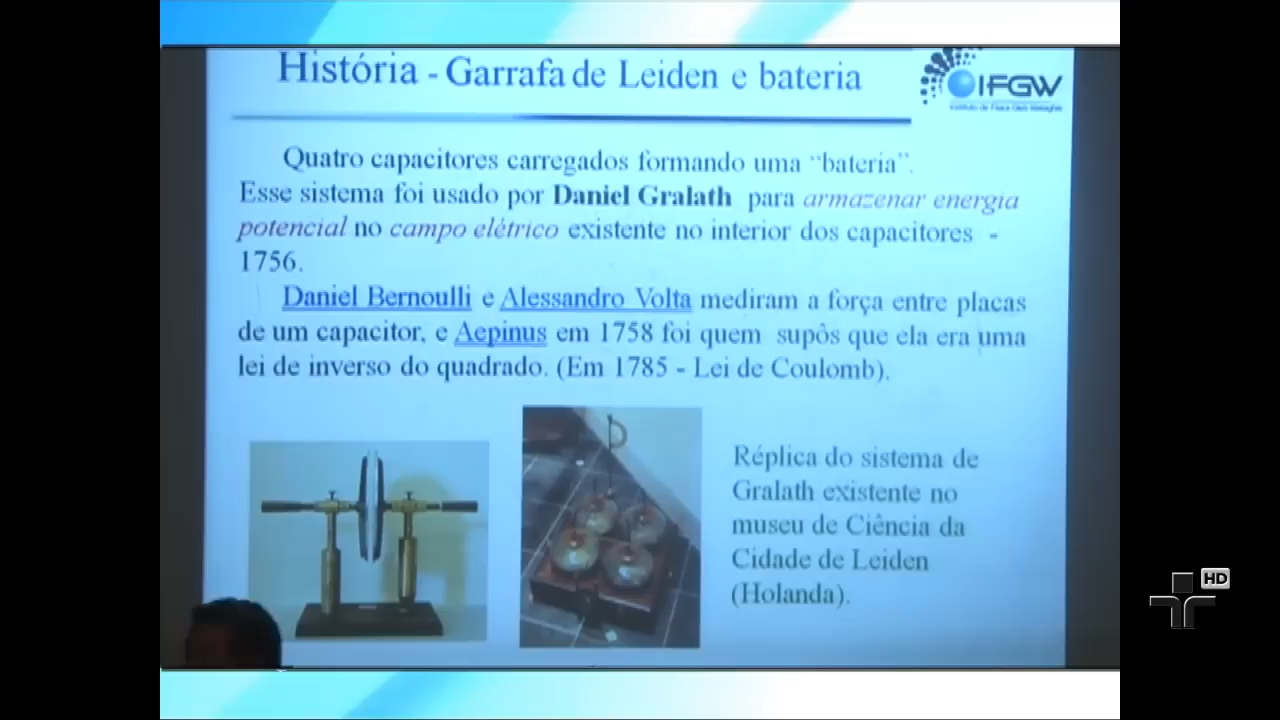 História - Garrafa de Leiden e bateria
IFGW
Instituto de Física Gleb Wataghin
Quatro capacitores carregados formando uma “bateria”.
Esse sistema foi usado por Daniel Gralath para armazenar energia
potencial no campo elétrico existente no interior dos capacitores -
1756.
Daniel Bernoulli e Alessandro Volta mediram a força entre placas
de um capacitor, e Aepinus em 1758 foi quem supôs que ela era uma
lei de inverso do quadrado. (Em 1785 - Lei de Coulomb).
Réplica do sistema de
Gralath existente no
museu de Ciência da
Cidade de Leiden
(Holanda).
HD